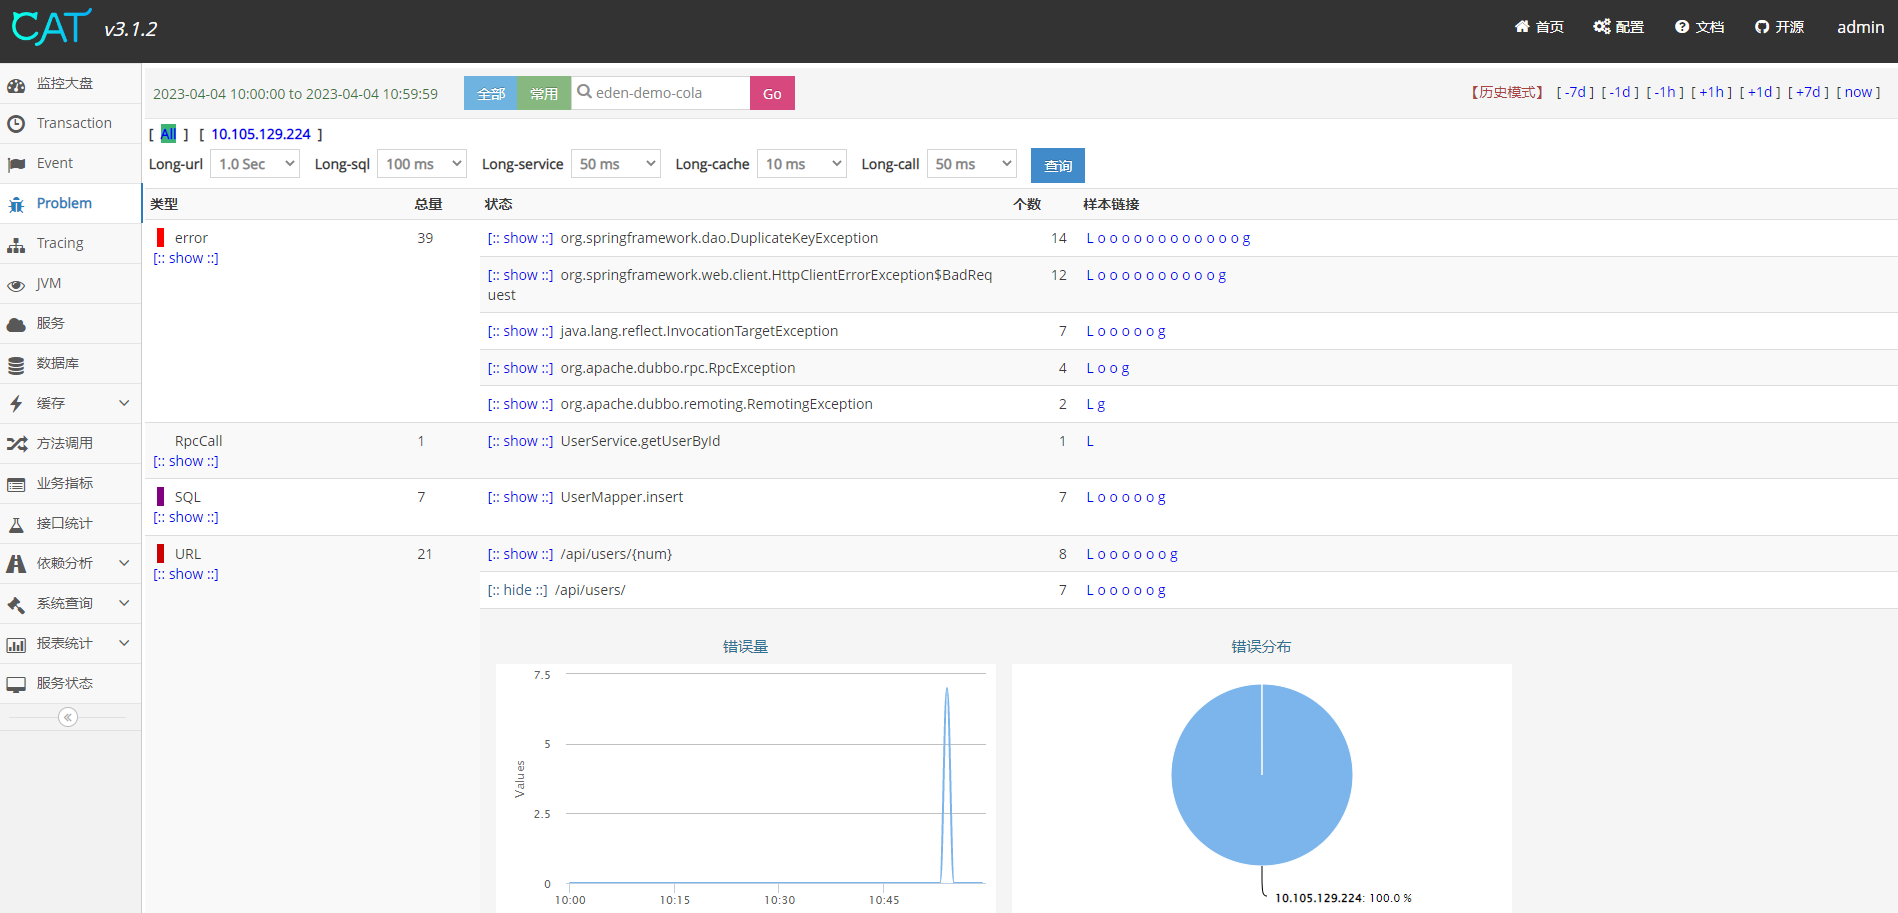 CAT v3.1.2 首页 配置 文档 开源 admin
监控大盘
Transaction
Event
Problem
Tracing
JVM
服务
数据库
缓存
方法调用
业务指标
接口统计
依赖分析
系统查询
报表统计
服务状态
2023-04-04 10:00:00 to 2023-04-04 10:59:59 全部 常用 eden-demo-cola Go 【历史模式】 [ -7d ] [ -1d ] [ -1h ] [ +1h ] [ +1d ] [ +7d ] [ now ]
[ All ] [ 10.105.129.224 ]
Long-url 1.0 Sec Long-sql 100 ms Long-service 50 ms Long-cache 10 ms Long-call 50 ms 查询
类型 总量 状态 个数 样本链接
error 39 [:: show ::] org.springframework.dao.DuplicateKeyException 14 L o o o o o o o o o o o o g
[:: show ::]
[:: show ::] org.springframework.web.client.HttpClientErrorException$BadReq 12 L o o o o o o o o o o g
uest
[:: show ::] java.lang.reflect.InvocationTargetException 7 L o o o o o g
[:: show ::] org.apache.dubbo.rpc.RpcException 4 L o o g
[:: show ::] org.apache.dubbo.remoting.RemotingException 2 L g
RpcCall 1 [:: show ::] UserService.getUserById 1 L
[:: show ::]
SQL 7 [:: show ::] UserMapper.insert 7 L o o o o o g
[:: show ::]
URL 21 [:: show ::] /api/users/{num} 8 L o o o o o o g
[:: show ::]
[:: hide ::] /api/users/ 7 L o o o o o g
错误量
7.5
5
2.5
0
Values
10:00 10:15 10:30 10:45
错误分布
10.105.129.224: 100.0 %